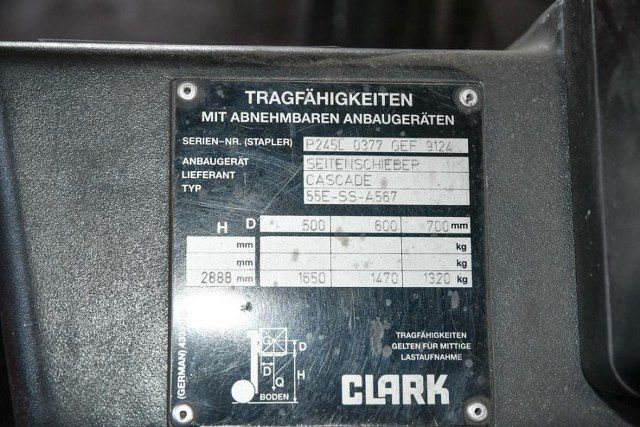 TRAGFÄHIGKEITEN
MIT ABNEHMBAREN ANBAUGERÄTEN
SERIEN-NR. (STAPLER) P245L 0377 GEF 9124
ANBAUGERÄT SEITENSCHIEBER
LIEFERANT CASCADE
TYP 55E-SS-A567
H D 500 600 700 mm
mm kg
mm kg
2888 mm 1650 1470 1320 kg
(GERMAN)
G D
D
Q H
BODEN
TRAGFÄHIGKEITEN
GELTEN FÜR MITTIGE
LASTAUFNAHME
CLARK